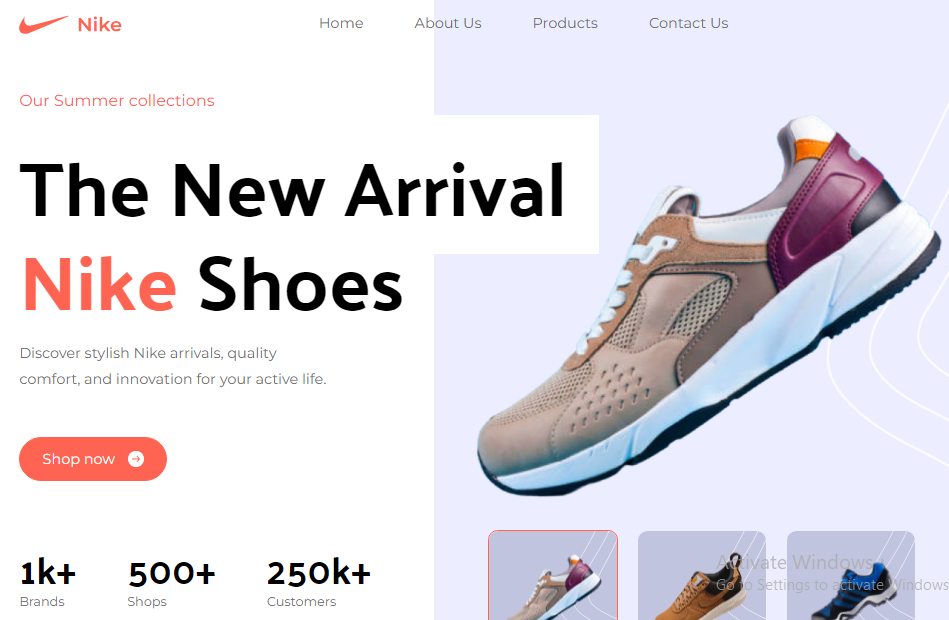 Nike
Home About Us Products Contact Us
Our Summer collections
The New Arrival
Nike Shoes
Discover stylish Nike arrivals, quality
comfort, and innovation for your active life.
Shop now
1k+ 500+ 250k+
Brands Shops Customers
Activate Windows
Go to Settings to activate Windows